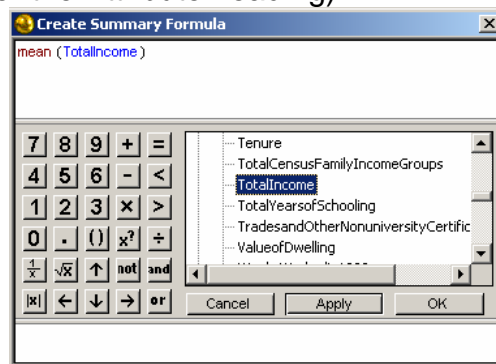 Create Summary Formula
mean (TotalIncome)
7 8 9 + =
4 5 6 - <
1 2 3 × >
0 . () x? ÷
1/x √x ↑ not and
|x| ← ↓ → or
Tenure
TotalCensusFamilyIncomeGroups
TotalIncome
TotalYearsofSchooling
TradesandOtherNonuniversityCertific
ValueofDwelling
Cancel Apply OK